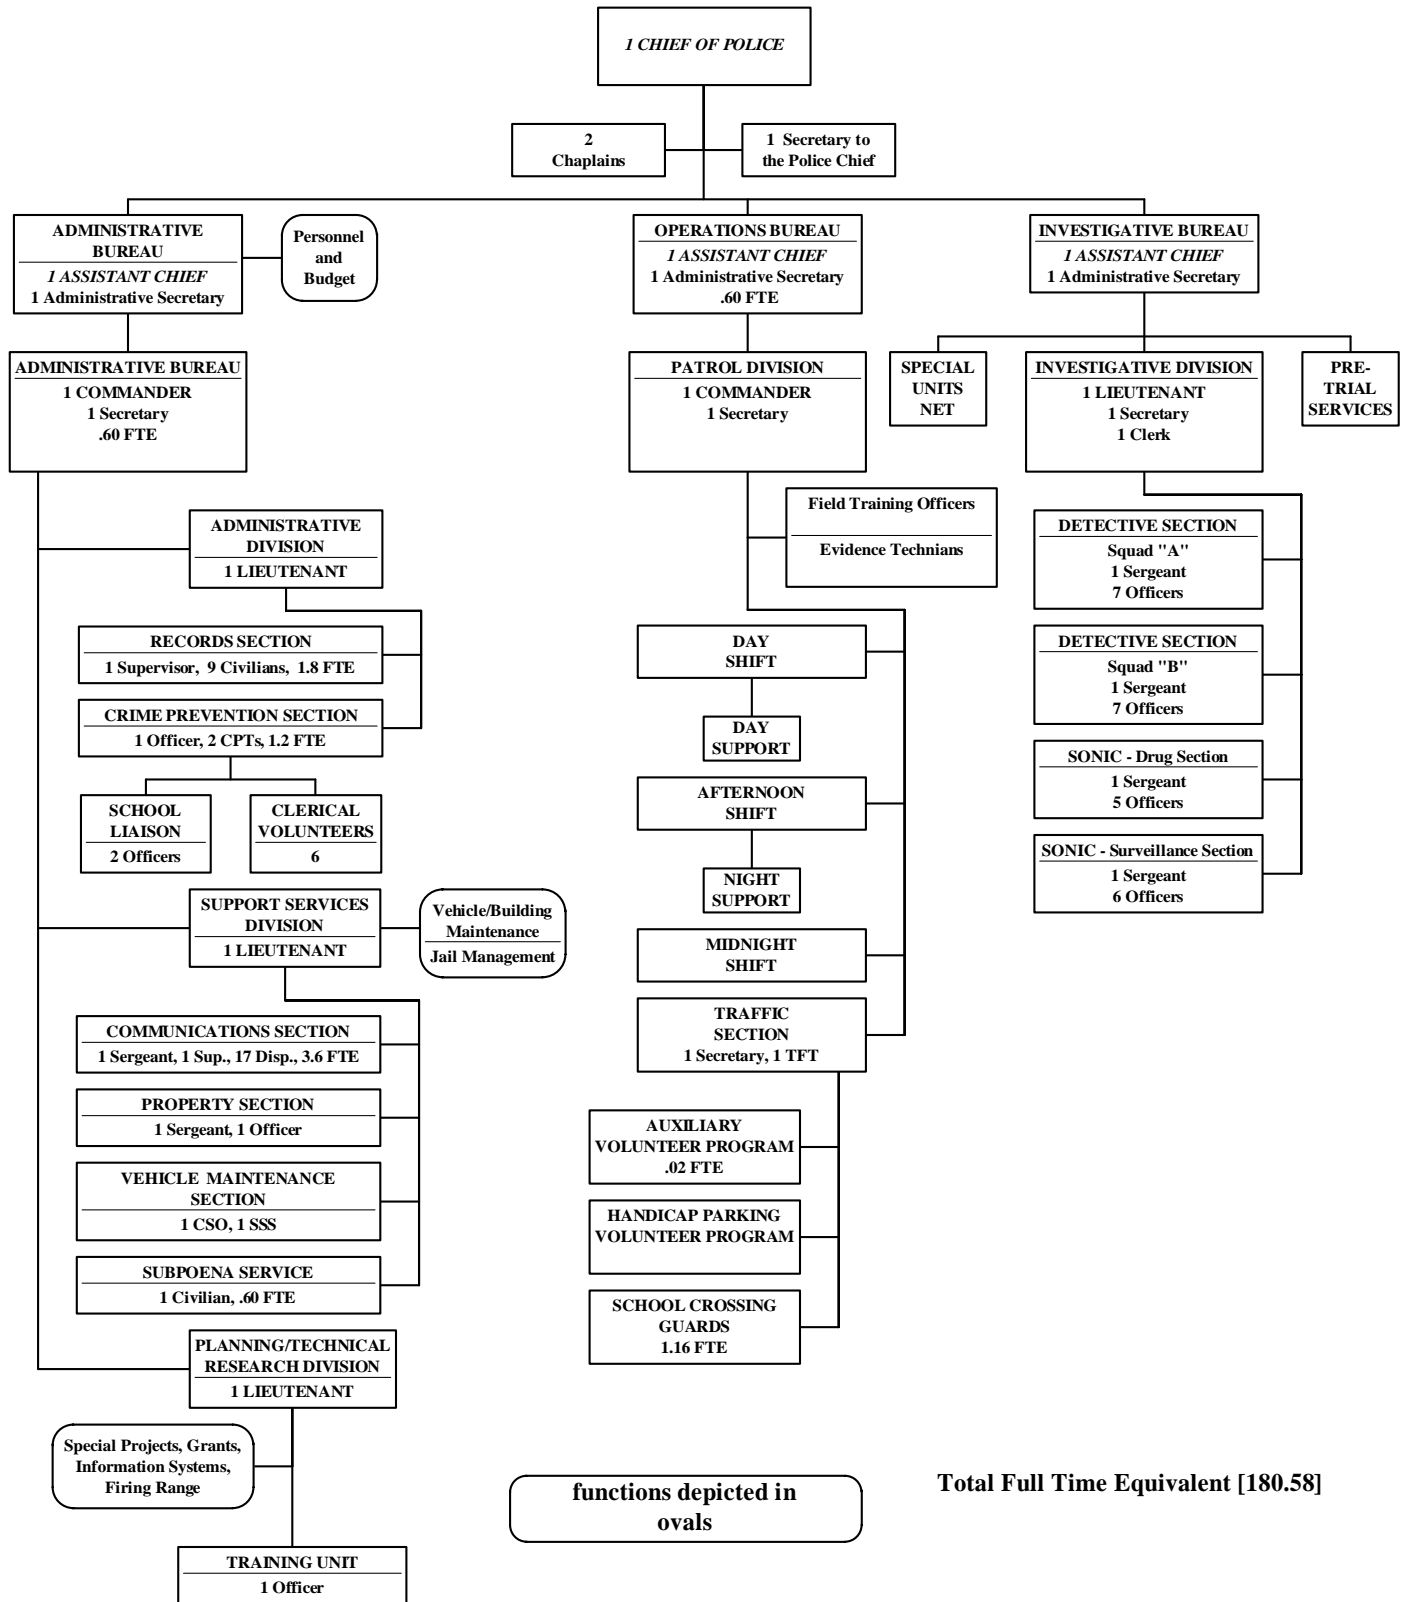 1 CHIEF OF POLICE
2
Chaplains
1 Secretary to
the Police Chief
ADMINISTRATIVE
BUREAU
1 ASSISTANT CHIEF
1 Administrative Secretary
Personnel
and
Budget
OPERATIONS BUREAU
1 ASSISTANT CHIEF
1 Administrative Secretary
.60 FTE
INVESTIGATIVE BUREAU
1 ASSISTANT CHIEF
1 Administrative Secretary
ADMINISTRATIVE BUREAU
1 COMMANDER
1 Secretary
.60 FTE
PATROL DIVISION
1 COMMANDER
1 Secretary
SPECIAL
UNITS
NET
INVESTIGATIVE DIVISION
1 LIEUTENANT
1 Secretary
1 Clerk
PRE-
TRIAL
SERVICES
Field Training Officers
Evidence Technians
ADMINISTRATIVE
DIVISION
1 LIEUTENANT
RECORDS SECTION
1 Supervisor, 9 Civilians, 1.8 FTE
CRIME PREVENTION SECTION
1 Officer, 2 CPTs, 1.2 FTE
SCHOOL
LIAISON
2 Officers
CLERICAL
VOLUNTEERS
6
SUPPORT SERVICES
DIVISION
1 LIEUTENANT
Vehicle/Building
Maintenance
Jail Management
COMMUNICATIONS SECTION
1 Sergeant, 1 Sup., 17 Disp., 3.6 FTE
PROPERTY SECTION
1 Sergeant, 1 Officer
VEHICLE MAINTENANCE
SECTION
1 CSO, 1 SSS
SUBPOENA SERVICE
1 Civilian, .60 FTE
PLANNING/TECHNICAL
RESEARCH DIVISION
1 LIEUTENANT
Special Projects, Grants,
Information Systems,
Firing Range
TRAINING UNIT
1 Officer
DAY
SHIFT
DAY
SUPPORT
AFTERNOON
SHIFT
NIGHT
SUPPORT
MIDNIGHT
SHIFT
TRAFFIC
SECTION
1 Secretary, 1 TFT
AUXILIARY
VOLUNTEER PROGRAM
.02 FTE
HANDICAP PARKING
VOLUNTEER PROGRAM
SCHOOL CROSSING
GUARDS
1.16 FTE
DETECTIVE SECTION
Squad "A"
1 Sergeant
7 Officers
DETECTIVE SECTION
Squad "B"
1 Sergeant
7 Officers
SONIC - Drug Section
1 Sergeant
5 Officers
SONIC - Surveillance Section
1 Sergeant
6 Officers
functions depicted in
ovals
Total Full Time Equivalent [180.58]